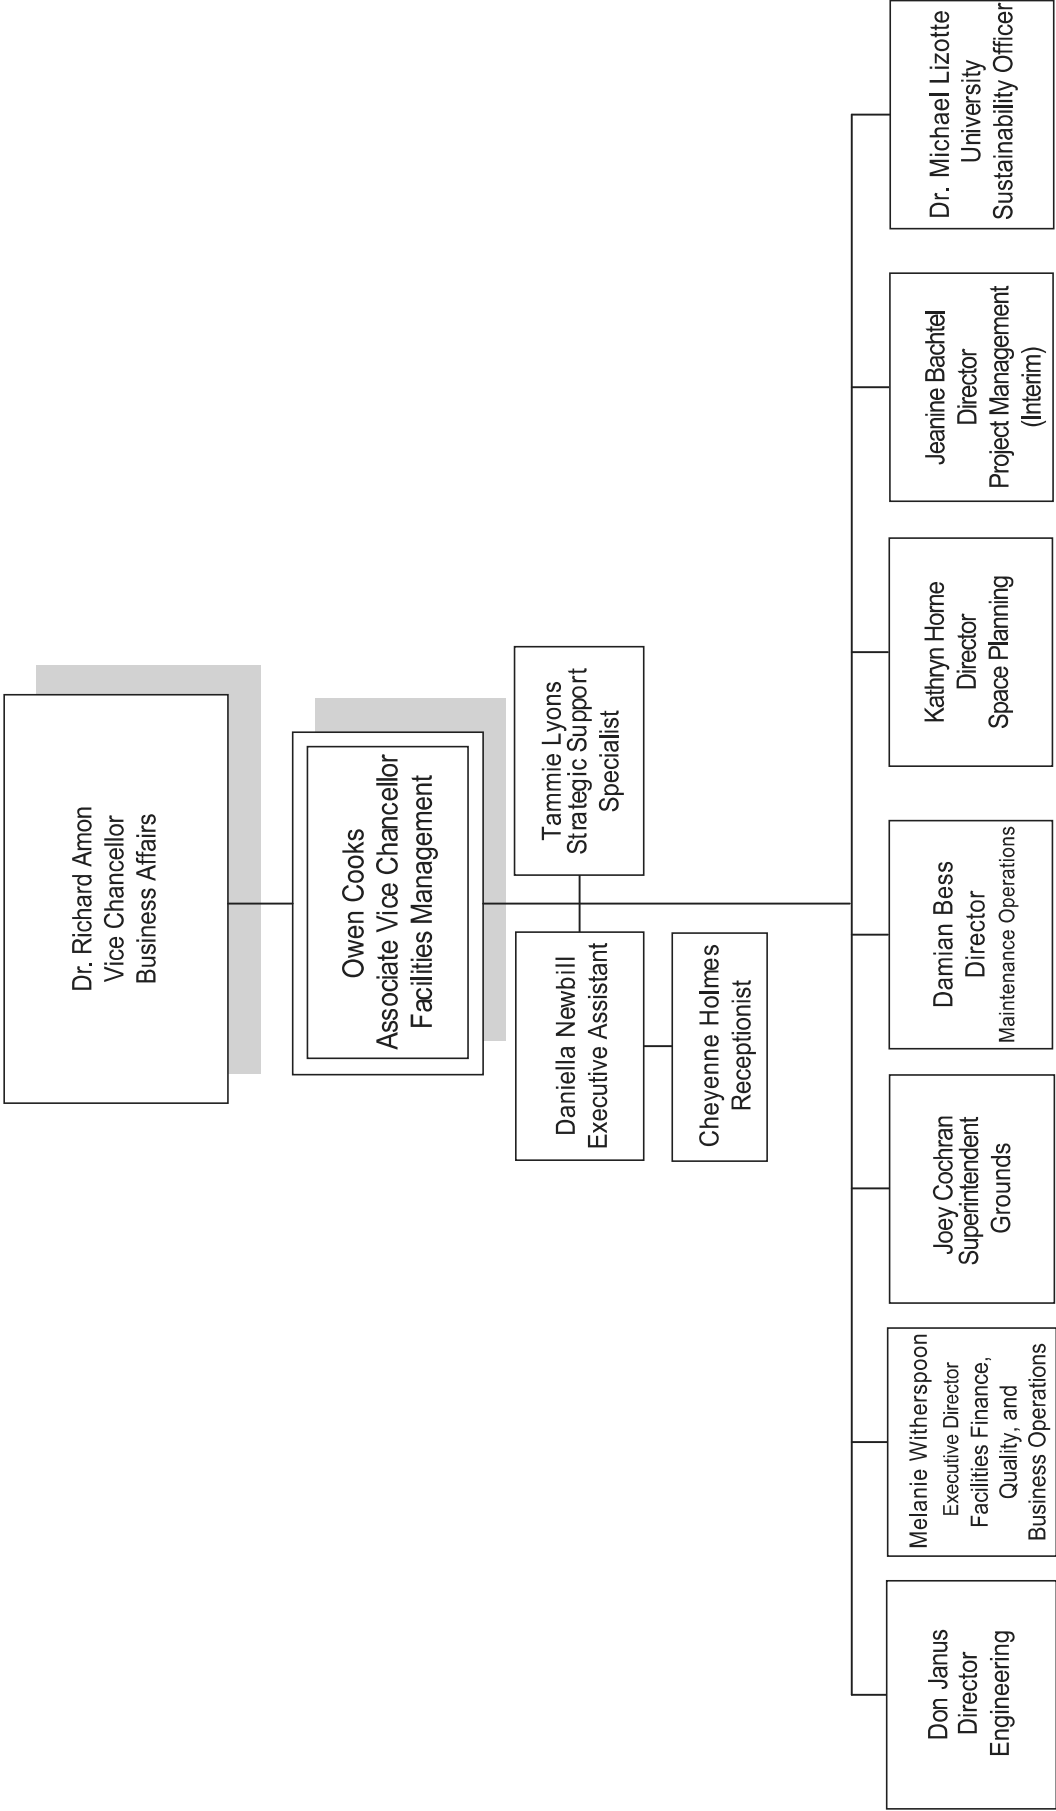 Dr. Richard Amon
Vice Chancellor
Business Affairs
Owen Cooks
Associate Vice Chancellor
Facilities Management
Daniella Newbill
Executive Assistant
Tammie Lyons
Strategic Support
Specialist
Cheyenne Holmes
Receptionist
Don Janus
Director
Engineering
Melanie Witherspoon
Executive Director
Facilities Finance,
Quality, and
Business Operations
Joey Cochran
Superintendent
Grounds
Damian Bess
Director
Maintenance Operations
Kathryn Horne
Director
Space Planning
Jeanine Bachtel
Director
Project Management
(Interim)
Dr. Michael Lizotte
University
Sustainability Officer